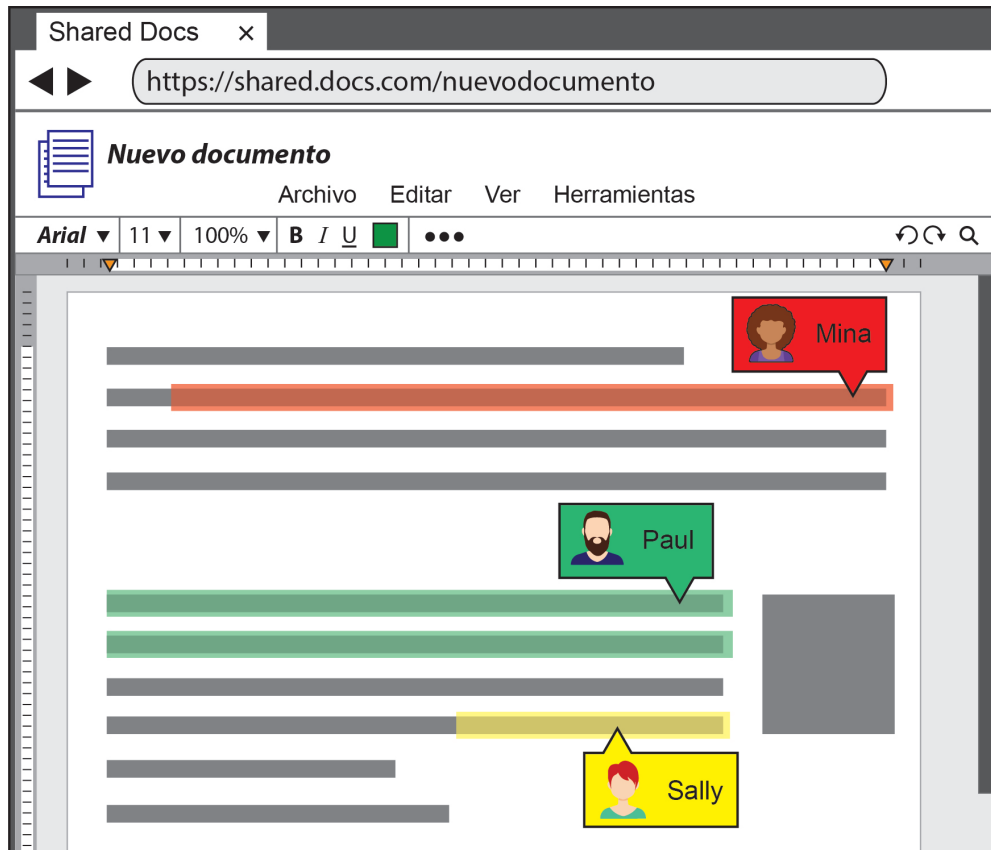 Shared Docs ×
https://shared.docs.com/nuevodocumento
Nuevo documento
Archivo Editar Ver Herramientas
Arial 11 100% B I U
Mina
Paul
Sally